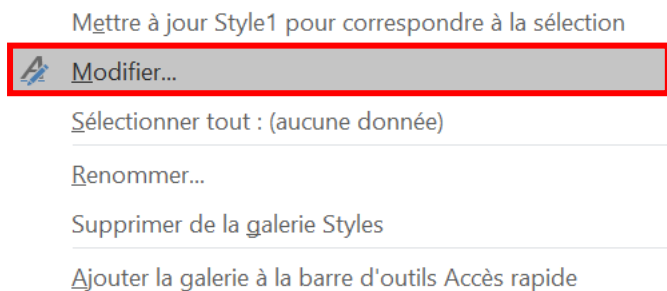 Mettre à jour Style1 pour correspondre à la sélection
Modifier...
Sélectionner tout : (aucune donnée)
Renommer...
Supprimer de la galerie Styles
Ajouter la galerie à la barre d'outils Accès rapide